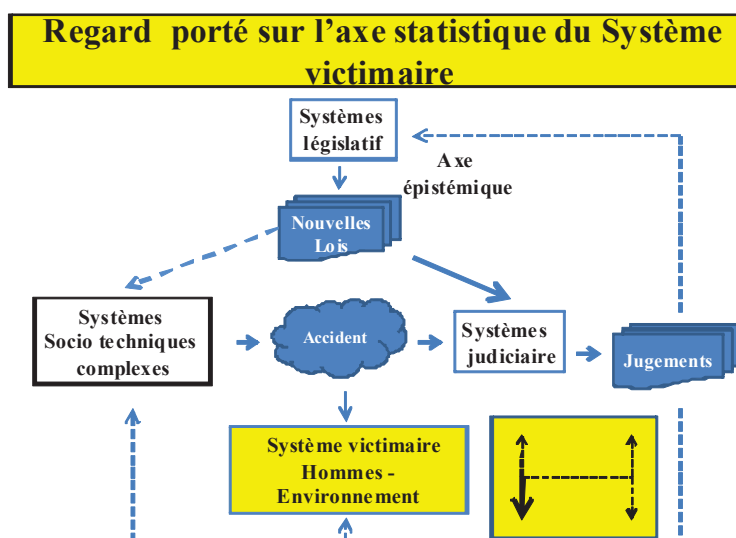 Regard porté sur l'axe statistique du Système
victimaire
Systèmes
législatif
Axe
épistémique
Nouvelles
Lois
Systèmes
Socio techniques
complexes
Accident
Systèmes
judiciaire
Jugements
Système victimaire
Hommes -
Environnement